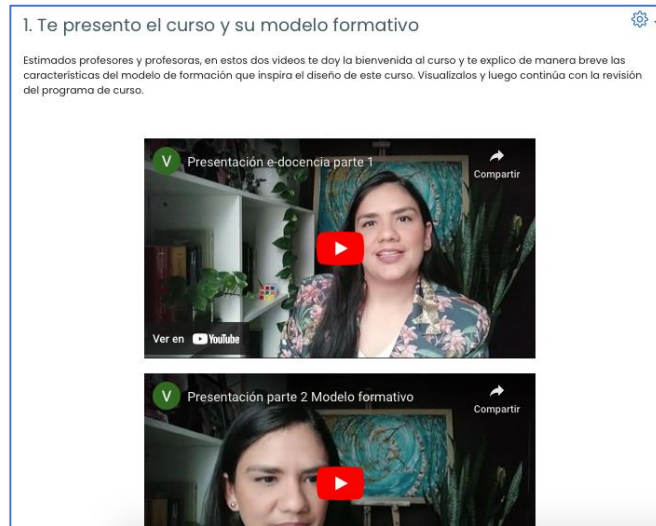 1. Te presento el curso y su modelo formativo
Estimados profesores y profesoras, en estos dos videos te doy la bienvenida al curso y te explico de manera breve las
características del modelo de formación que inspira el diseño de este curso. Visualízalos y luego continúa con la revisión
del programa de curso.
V Presentación e-docencia parte 1
Compartir
Ver en YouTube
V Presentación parte 2 Modelo formativo
Compartir